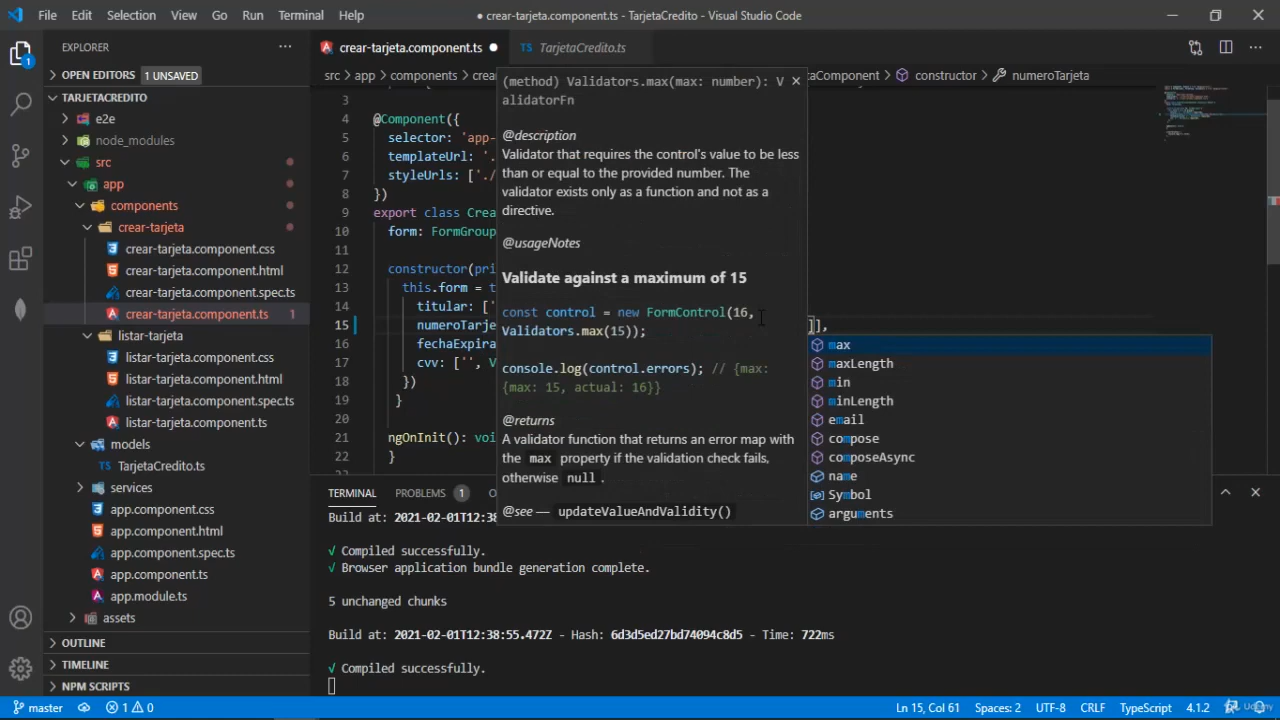 File Edit Selection View Go Run Terminal Help
● crear-tarjeta.component.ts - TarjetaCredito - Visual Studio Code
EXPLORER
OPEN EDITORS 1 UNSAVED
TARJETACREDITO
e2e
node_modules
src
app
components
crear-tarjeta
crear-tarjeta.component.css
crear-tarjeta.component.html
crear-tarjeta.component.spec.ts
crear-tarjeta.component.ts 1
listar-tarjeta
listar-tarjeta.component.css
listar-tarjeta.component.html
listar-tarjeta.component.spec.ts
listar-tarjeta.component.ts
models
TarjetaCredito.ts
services
app.component.css
app.component.html
app.component.spec.ts
app.component.ts
app.module.ts
assets
OUTLINE
TIMELINE
NPM SCRIPTS
crear-tarjeta.component.ts ●
TS TarjetaCredito.ts
src > app > components > crea
taComponent > constructor > numeroTarjeta
3
4 @Component({
5 selector: 'app-
6 templateUrl: '.
7 styleUrls: ['./
8 })
9 export class Crea
10 form: FormGroup
11
12 constructor(pri
13 this.form = t
14 titular: ['
15 numeroTarje ]],
16 fechaExpira
17 cvv: ['', V
18 })
19 }
20
21 ngOnInit(): voi
22 }
(method) Validators.max(max: number): V
alidatorFn
@description
Validator that requires the control's value to be less
than or equal to the provided number. The
validator exists only as a function and not as a
directive.
@usageNotes
Validate against a maximum of 15
const control = new FormControl(16,
Validators.max(15));
console.log(control.errors); // {max:
{max: 15, actual: 16}}
@returns
A validator function that returns an error map with
the max property if the validation check fails,
otherwise null .
@see — updateValueAndValidity()
max
maxLength
min
minLength
email
compose
composeAsync
name
Symbol
arguments
TERMINAL PROBLEMS 1 O
Build at: 2021-02-01T12:38
√ Compiled successfully.
√ Browser application bundle generation complete.
5 unchanged chunks
Build at: 2021-02-01T12:38:55.472Z - Hash: 6d3d5ed27bd74094c8d5 - Time: 722ms
√ Compiled successfully.
master 1 0
Ln 15, Col 61 Spaces: 2 UTF-8 CRLF TypeScript 4.1.2
Udemy